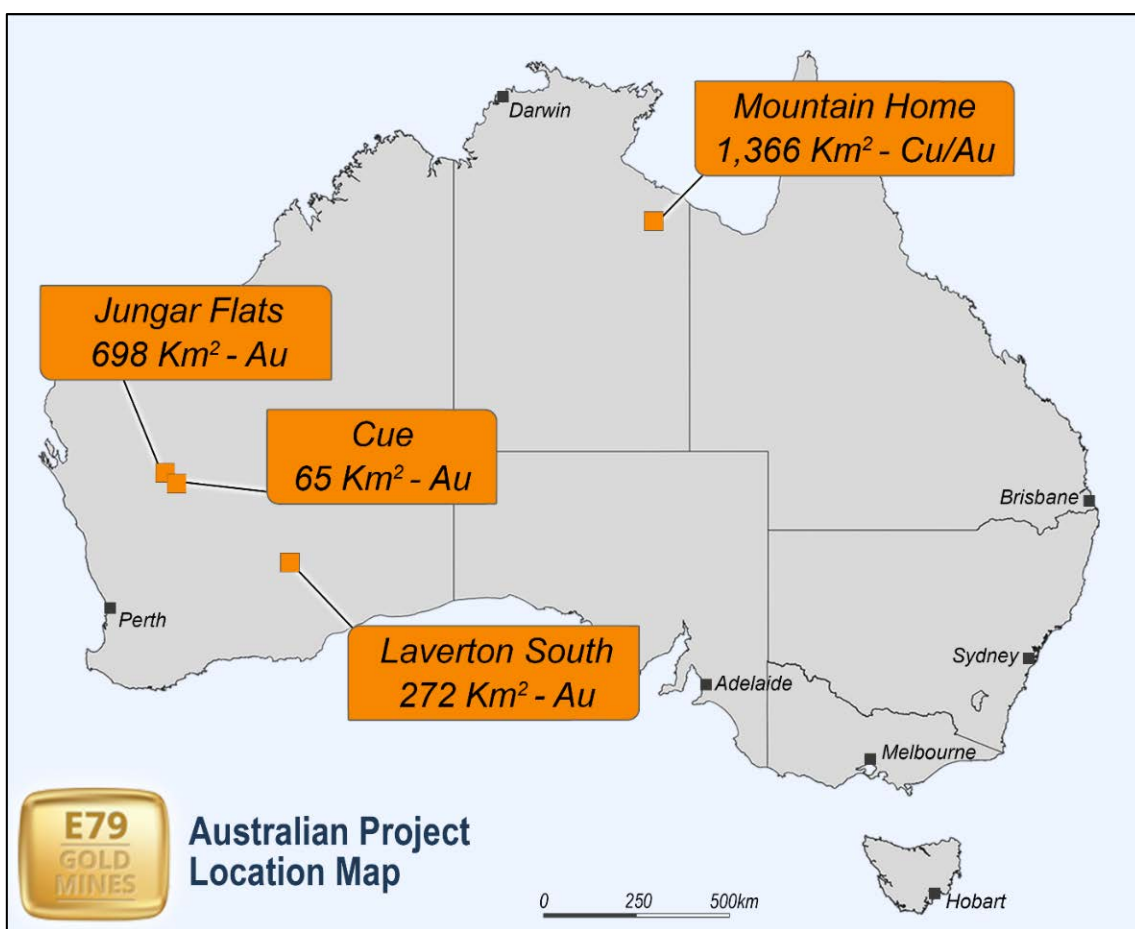 Darwin
Mountain Home
1,366 Km² - Cu/Au
Jungar Flats
698 Km² - Au
Cue
65 Km² - Au
Brisbane
Perth
Laverton South
272 Km² - Au
Sydney
Adelaide
Melbourne
E79
GOLD
MINES
Australian Project
Location Map
0 250 500km
Hobart